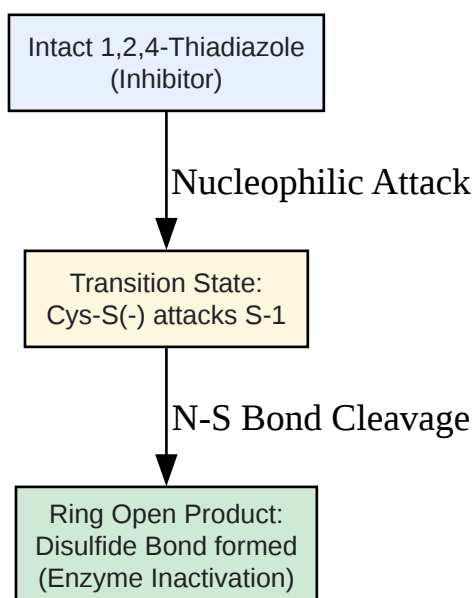 Intact 1,2,4-Thiadiazole
(Inhibitor)
Nucleophilic Attack
Transition State:
Cys-S(-) attacks S-1
N-S Bond Cleavage
Ring Open Product:
Disulfide Bond formed
(Enzyme Inactivation)